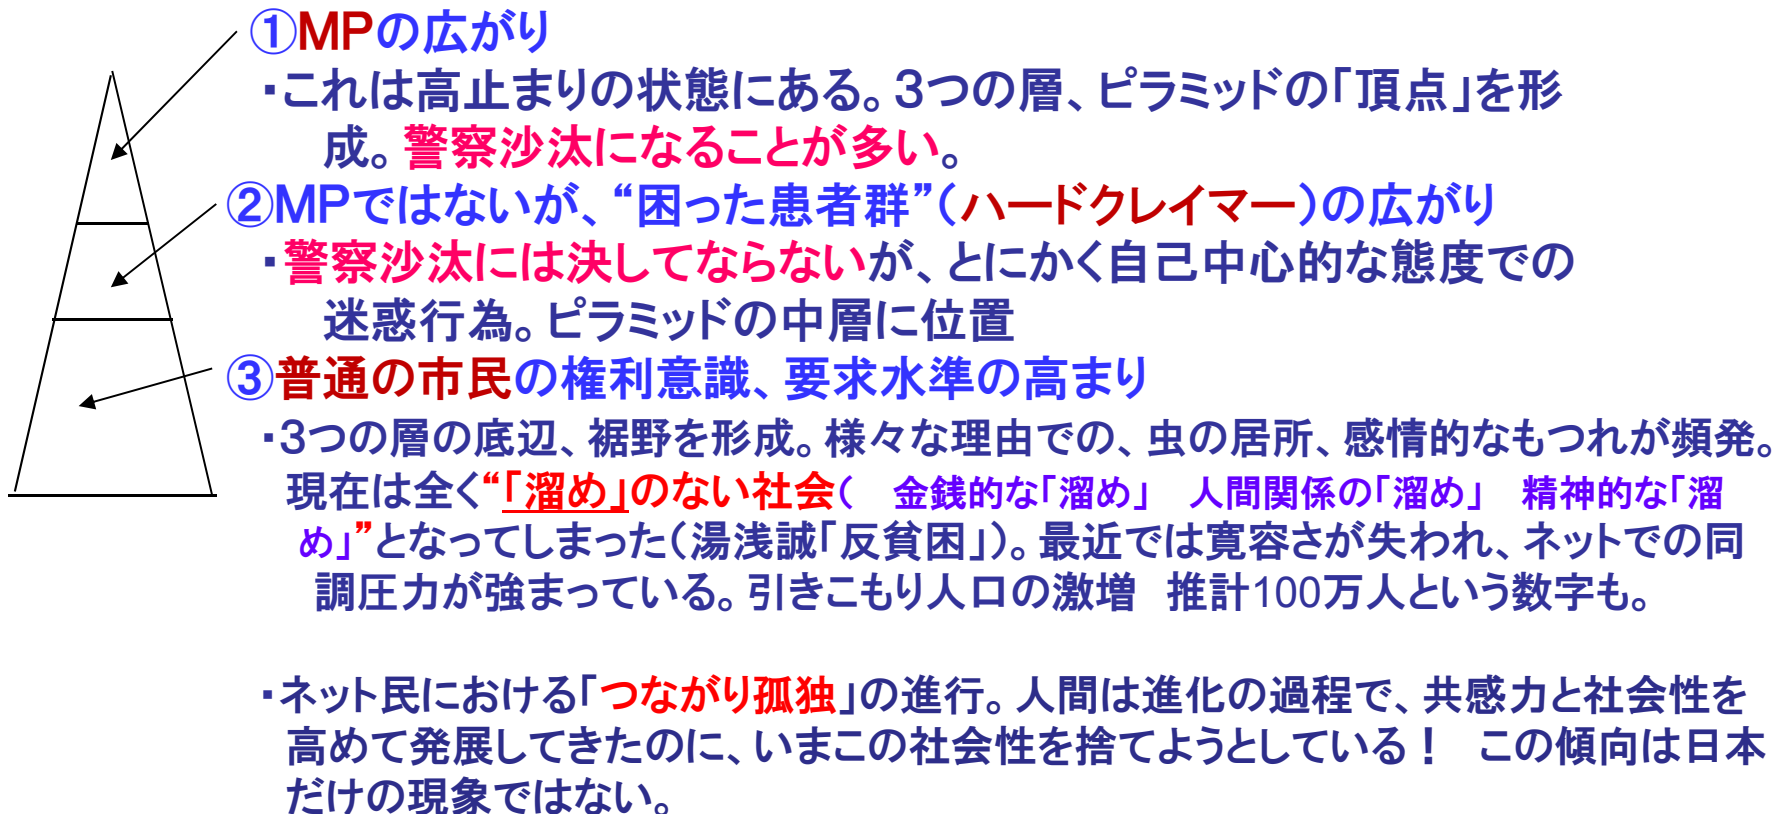 ①MPの広がり
・これは高止まりの状態にある。3つの層、ピラミッドの「頂点」を形
成。警察沙汰になることが多い。
②MPではないが、“困った患者群”（ハードクレイマー）の広がり
・警察沙汰には決してならないが、とにかく自己中心的な態度での
迷惑行為。ピラミッドの中層に位置
③普通の市民の権利意識、要求水準の高まり
・3つの層の底辺、裾野を形成。様々な理由での、虫の居所、感情的なもつれが頻発。
現在は全く“「溜め」のない社会（　金銭的な「溜め」　人間関係の「溜め」　精神的な「溜
め」”となってしまった（湯浅誠「反貧困」）。最近では寛容さが失われ、ネットでの同
調圧力が強まっている。引きこもり人口の激増　推計100万人という数字も。
・ネット民における「つながり孤独」の進行。人間は進化の過程で、共感力と社会性を
高めて発展してきたのに、いまこの社会性を捨てようとしている！　この傾向は日本
だけの現象ではない。